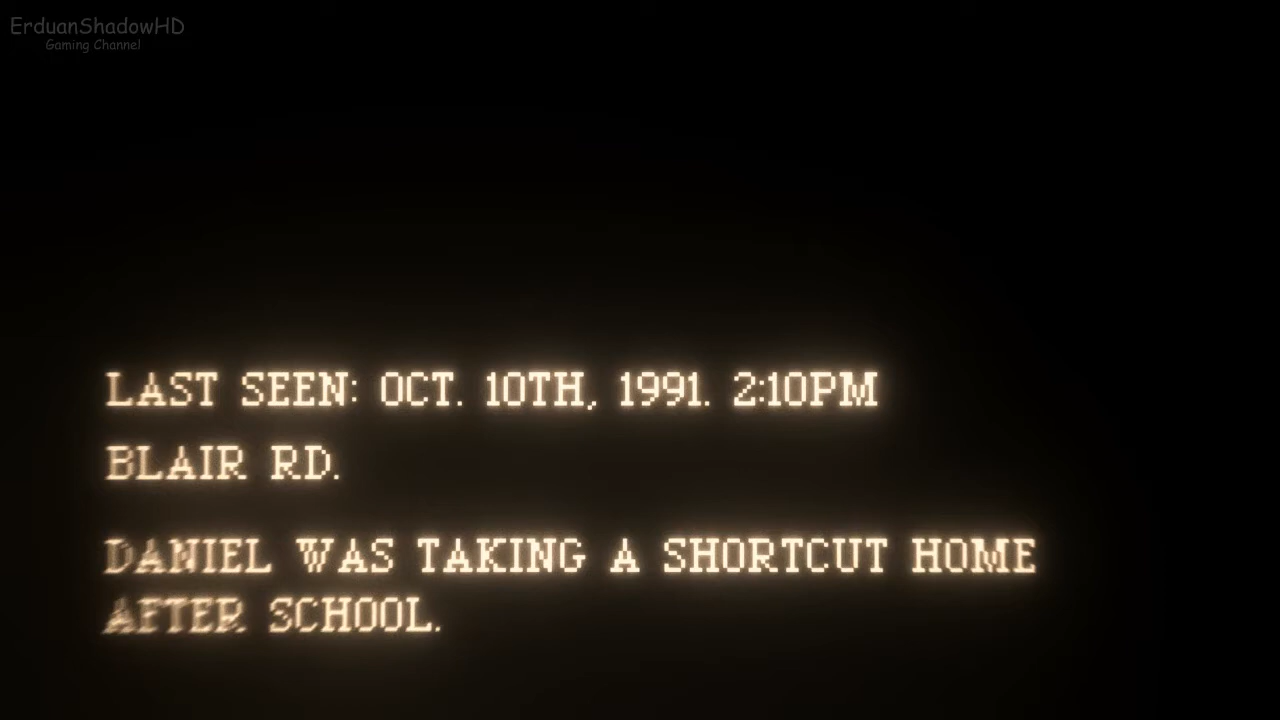 ErduanShadowHD
Gaming Channel
LAST SEEN: OCT. 10TH, 1991. 2:10PM
BLAIR RD.
DANIEL WAS TAKING A SHORTCUT HOME
AFTER SCHOOL.